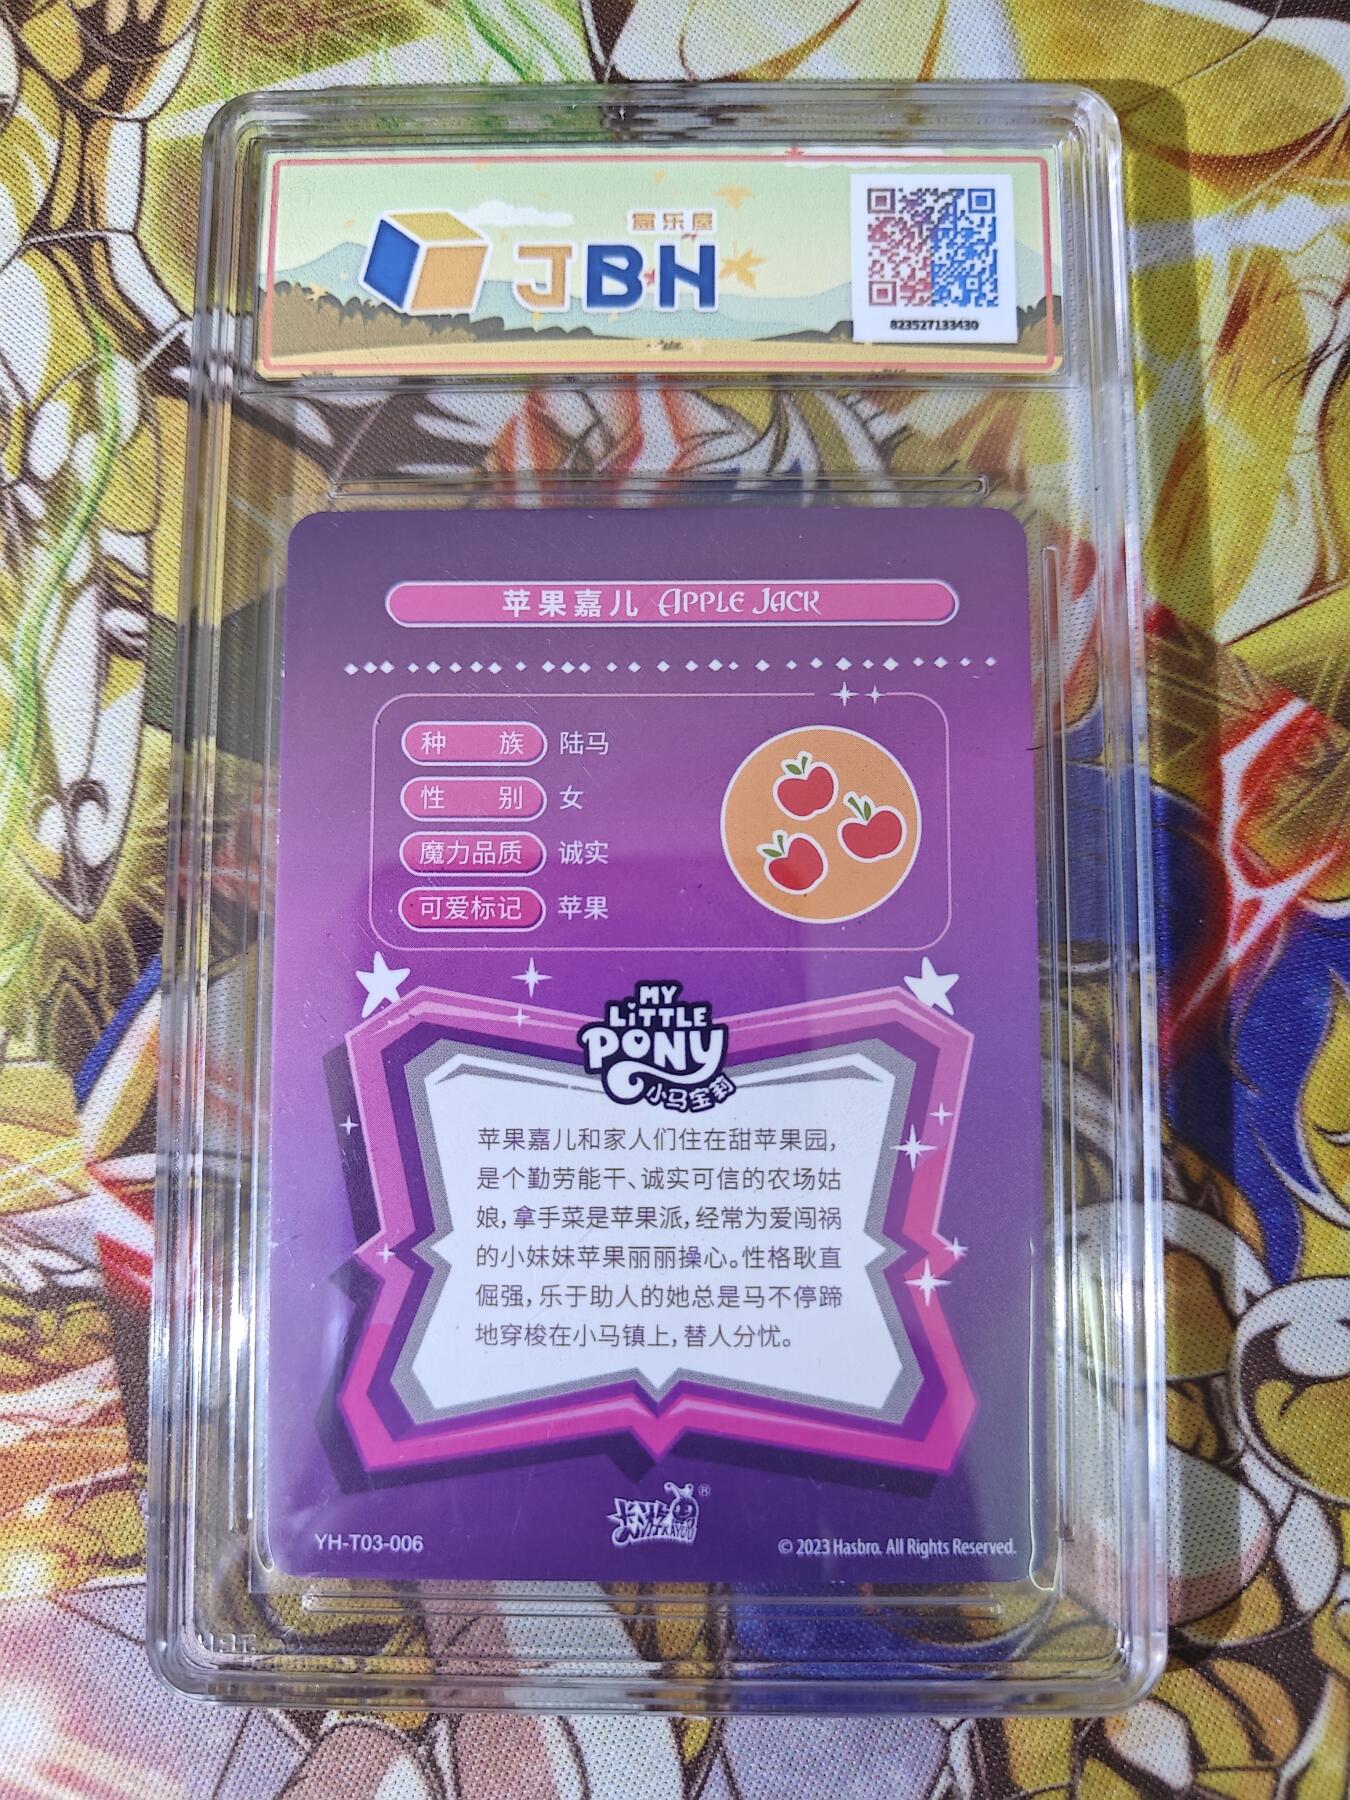 富乐屋
JBH
823527133430
苹果嘉儿 APPLE JACK
种族 陆马
性别 女
魔力品质 诚实
可爱标记 苹果
MY
LITTLE
PONY
小马宝莉
苹果嘉儿和家人们住在甜苹果园，
是个勤劳能干、诚实可信的农场姑
娘，拿手菜是苹果派，经常为爱闯祸
的小妹妹苹果丽丽操心。性格耿直
倔强，乐于助人的她总是马不停蹄
地穿梭在小马镇上，替人分忧。
卡游®
KAYOU
YH-T03-006
© 2023 Hasbro. All Rights Reserved.